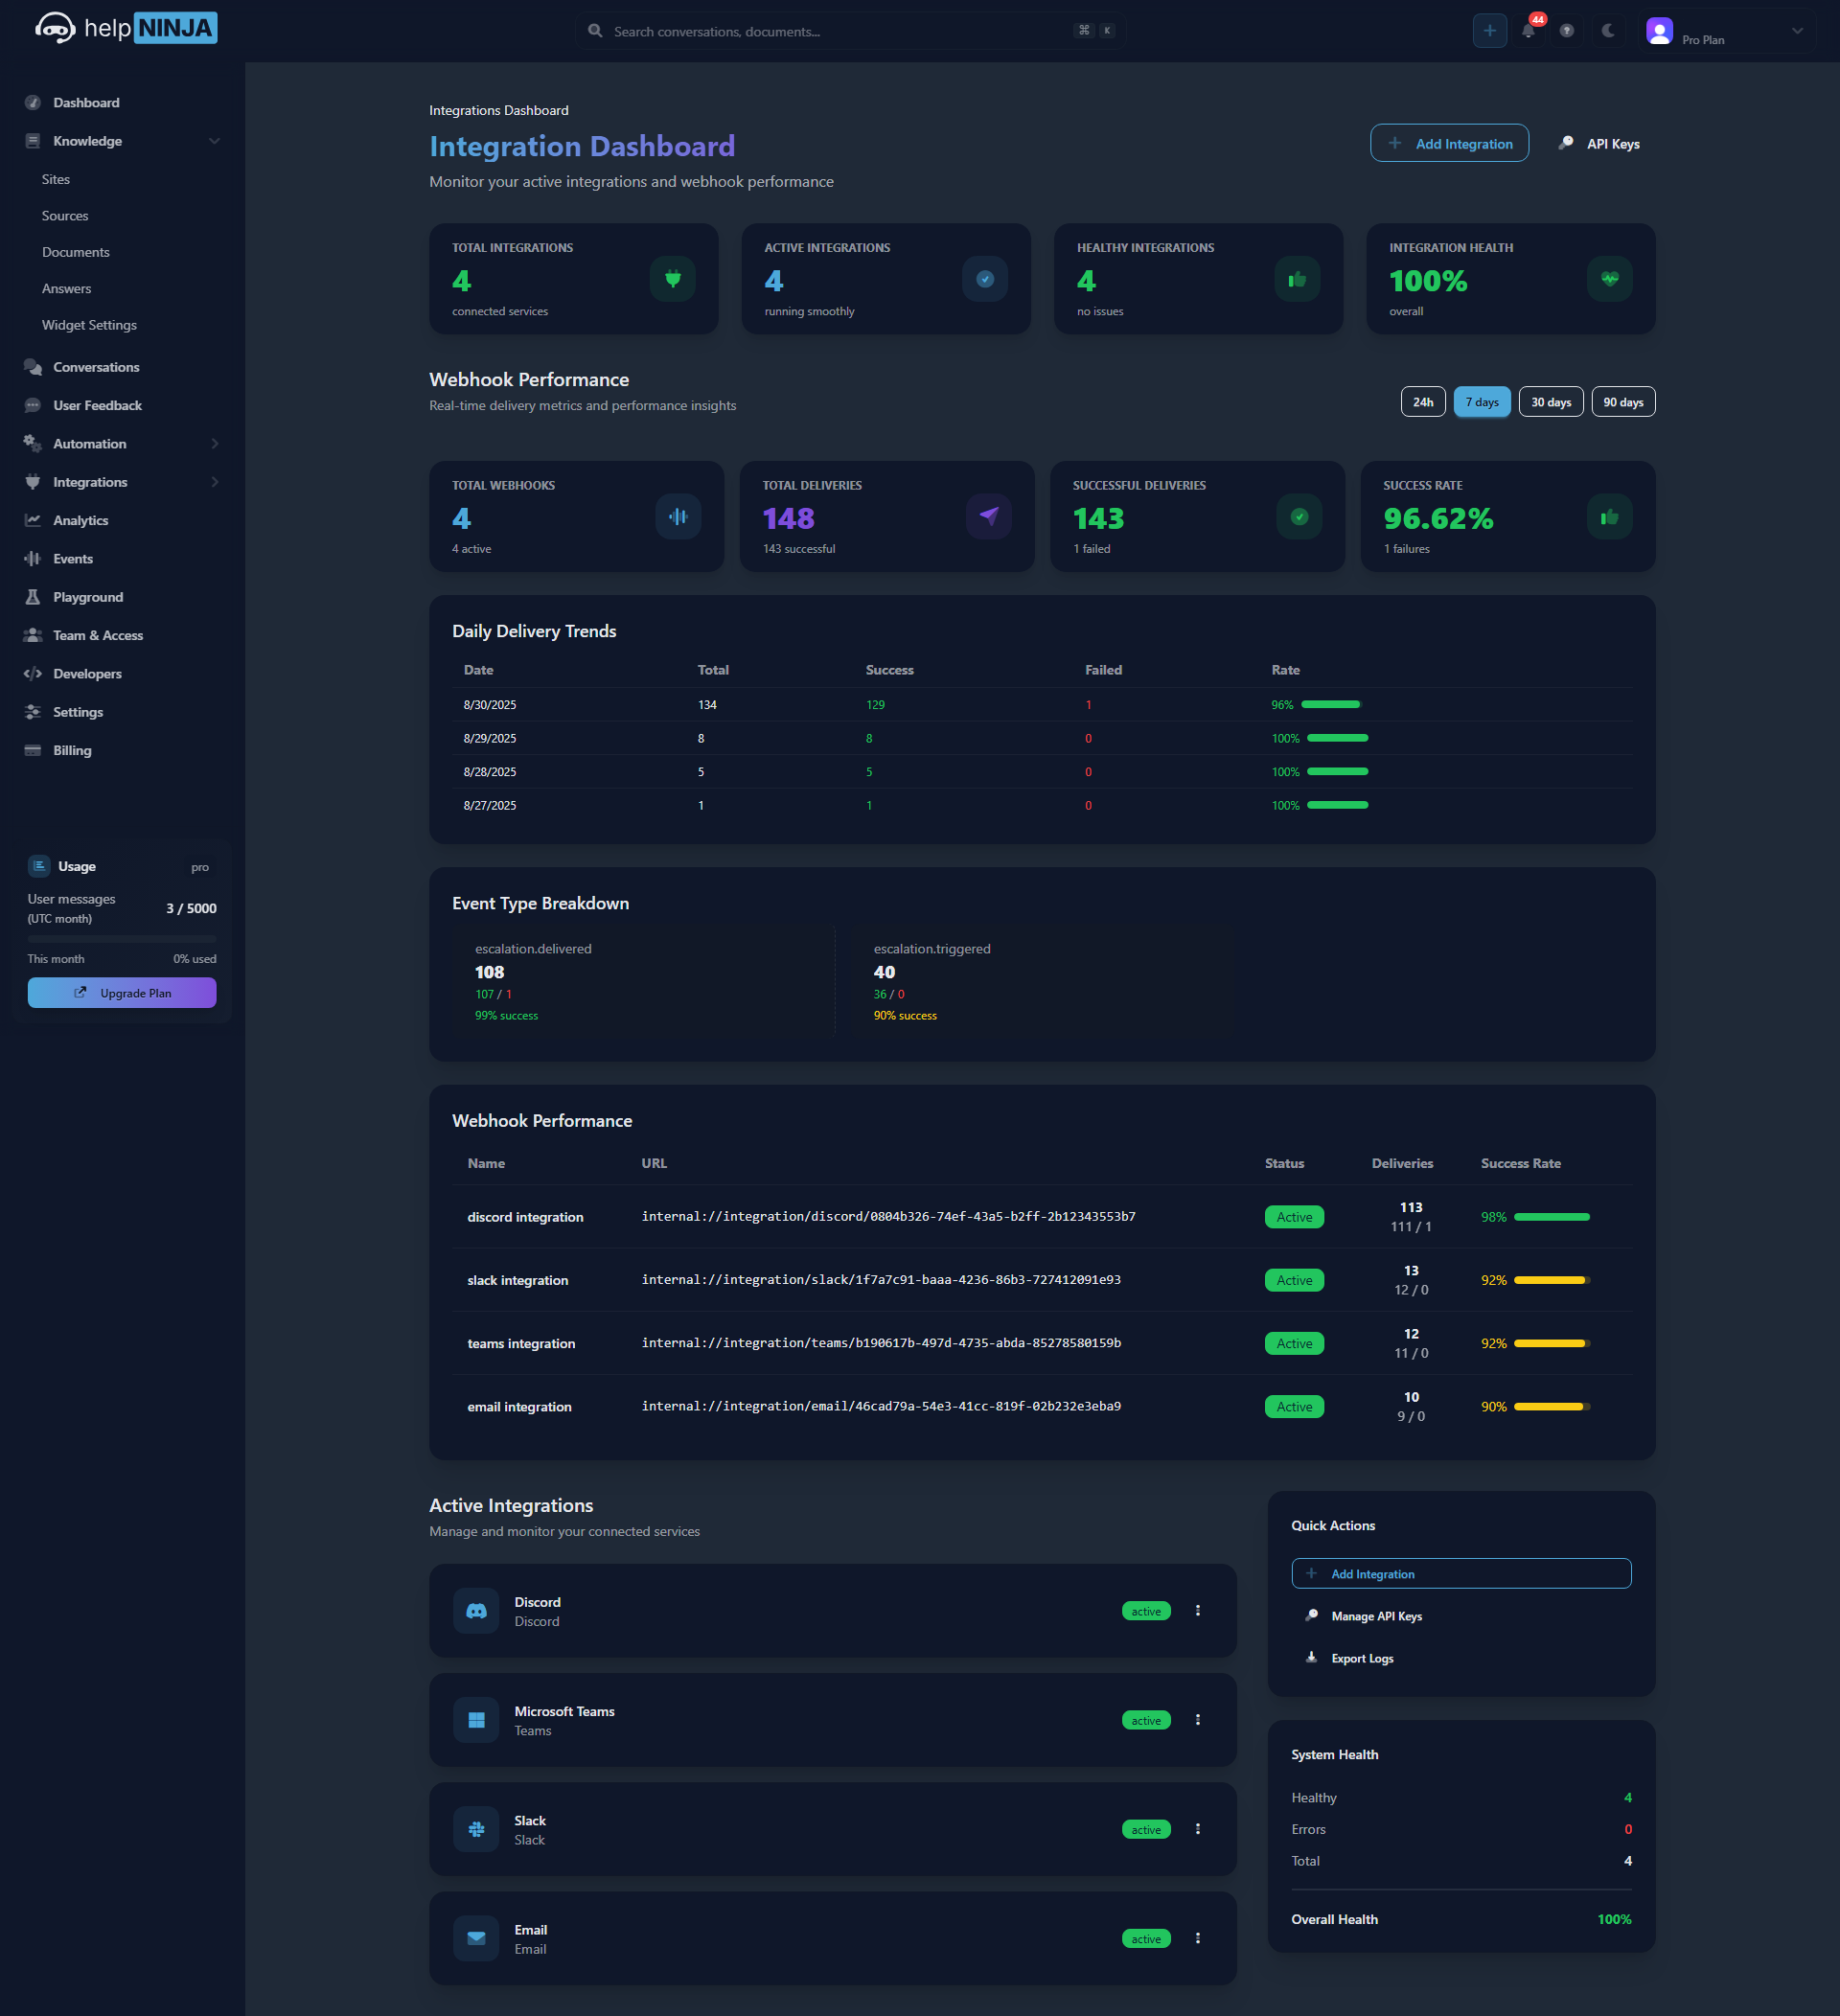 help NINJA
Search conversations, documents...
⌘ K
44
Pro Plan
Dashboard
Knowledge
Sites
Sources
Documents
Answers
Widget Settings
Conversations
User Feedback
Automation
Integrations
Analytics
Events
Playground
Team & Access
Developers
Settings
Billing
Usage pro
User messages
(UTC month)
3 / 5000
This month 0% used
Upgrade Plan
Integrations Dashboard
Integration Dashboard
Monitor your active integrations and webhook performance
Add Integration
API Keys
TOTAL INTEGRATIONS
4
connected services
ACTIVE INTEGRATIONS
4
running smoothly
HEALTHY INTEGRATIONS
4
no issues
INTEGRATION HEALTH
100%
overall
Webhook Performance
Real-time delivery metrics and performance insights
24h 7 days 30 days 90 days
TOTAL WEBHOOKS
4
4 active
TOTAL DELIVERIES
148
143 successful
SUCCESSFUL DELIVERIES
143
1 failed
SUCCESS RATE
96.62%
1 failures
Daily Delivery Trends
Date Total Success Failed Rate
8/30/2025 134 129 1 96%
8/29/2025 8 8 0 100%
8/28/2025 5 5 0 100%
8/27/2025 1 1 0 100%
Event Type Breakdown
escalation.delivered
108
107 / 1
99% success
escalation.triggered
40
36 / 0
90% success
Webhook Performance
Name URL Status Deliveries Success Rate
discord integration internal://integration/discord/0804b326-74ef-43a5-b2ff-2b12343553b7 Active 113 98%
111 / 1
slack integration internal://integration/slack/1f7a7c91-baaa-4236-86b3-727412091e93 Active 13 92%
12 / 0
teams integration internal://integration/teams/b190617b-497d-4735-abda-85278580159b Active 12 92%
11 / 0
email integration internal://integration/email/46cad79a-54e3-41cc-819f-02b232e3eba9 Active 10 90%
9 / 0
Active Integrations
Manage and monitor your connected services
Discord
Discord
active
Microsoft Teams
Teams
active
Slack
Slack
active
Email
Email
active
Quick Actions
Add Integration
Manage API Keys
Export Logs
System Health
Healthy 4
Errors 0
Total 4
Overall Health 100%